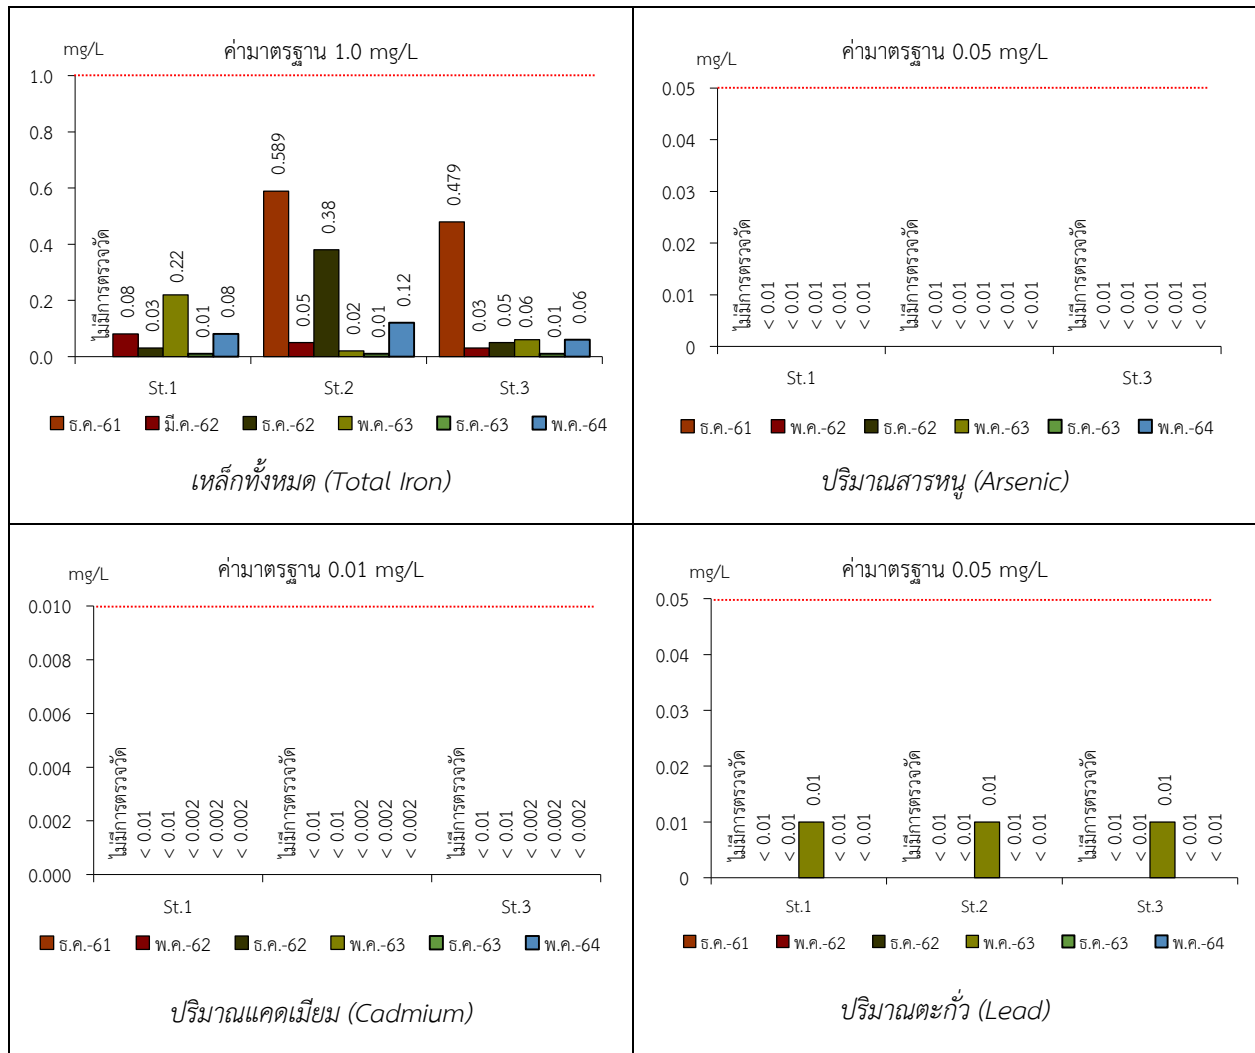 mg/L
ค่ามาตรฐาน 1.0 mg/L
1.0
0.8
0.6
0.4
0.2
0.0
ไม่มีการตรวจวัด
0.08
0.03
0.22
0.01
0.08
0.589
0.05
0.38
0.02
0.01
0.12
0.479
0.03
0.05
0.06
0.01
0.06
St.1 St.2 St.3
ธ.ค.-61 มี.ค.-62 ธ.ค.-62 พ.ค.-63 ธ.ค.-63 พ.ค.-64
เหล็กทั้งหมด (Total Iron)
mg/L
ค่ามาตรฐาน 0.05 mg/L
0.05
0.04
0.03
0.02
0.01
0
ไม่มีการตรวจวัด
< 0.01
< 0.01
< 0.01
< 0.01
< 0.01
ไม่มีการตรวจวัด
< 0.01
< 0.01
< 0.01
< 0.01
< 0.01
ไม่มีการตรวจวัด
< 0.01
< 0.01
< 0.01
< 0.01
< 0.01
St.1 St.3
ธ.ค.-61 พ.ค.-62 ธ.ค.-62 พ.ค.-63 ธ.ค.-63 พ.ค.-64
ปริมาณสารหนู (Arsenic)
mg/L
ค่ามาตรฐาน 0.01 mg/L
0.010
0.008
0.006
0.004
0.002
0.000
ไม่มีการตรวจวัด
< 0.01
< 0.01
< 0.002
< 0.002
< 0.002
ไม่มีการตรวจวัด
< 0.01
< 0.01
< 0.002
< 0.002
< 0.002
ไม่มีการตรวจวัด
< 0.01
< 0.01
< 0.002
< 0.002
< 0.002
St.1 St.3
ธ.ค.-61 พ.ค.-62 ธ.ค.-62 พ.ค.-63 ธ.ค.-63 พ.ค.-64
ปริมาณแคดเมียม (Cadmium)
mg/L
ค่ามาตรฐาน 0.05 mg/L
0.05
0.04
0.03
0.02
0.01
0
ไม่มีการตรวจวัด
< 0.01
< 0.01
0.01
< 0.01
< 0.01
ไม่มีการตรวจวัด
< 0.01
< 0.01
0.01
< 0.01
< 0.01
ไม่มีการตรวจวัด
< 0.01
< 0.01
0.01
< 0.01
< 0.01
St.1 St.2 St.3
ธ.ค.-61 พ.ค.-62 ธ.ค.-62 พ.ค.-63 ธ.ค.-63 พ.ค.-64
ปริมาณตะกั่ว (Lead)